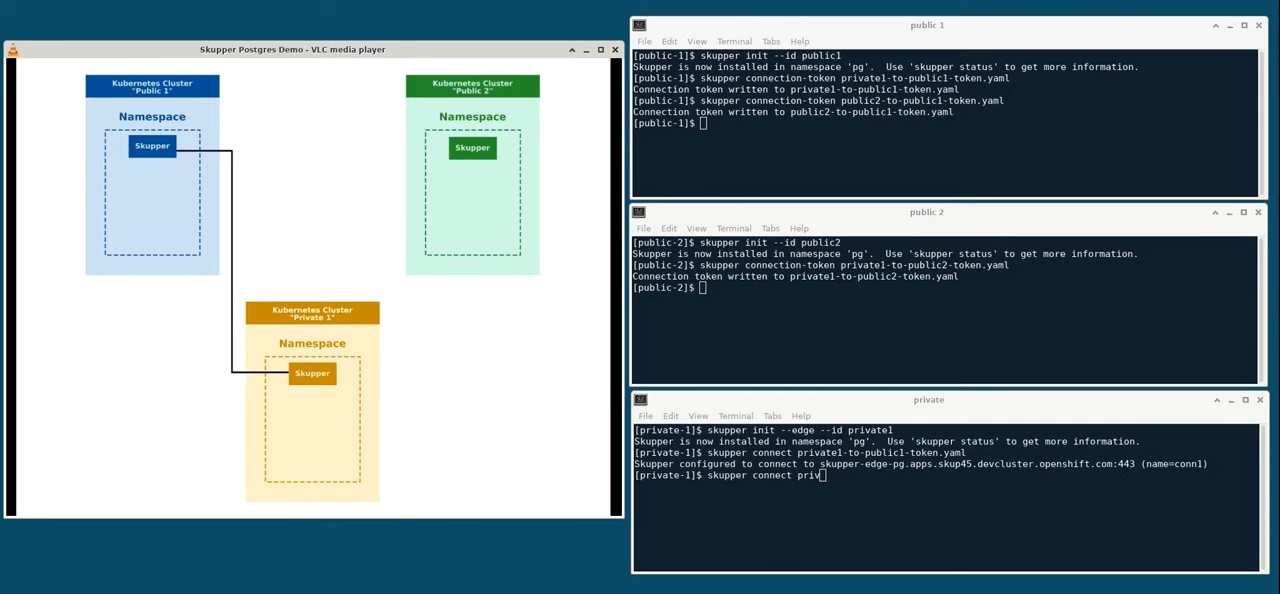 Skupper Postgres Demo - VLC media player
Kubernetes Cluster
"Public 1"
Namespace
Skupper
Kubernetes Cluster
"Public 2"
Namespace
Skupper
Kubernetes Cluster
"Private 1"
Namespace
Skupper
public 1
File Edit View Terminal Tabs Help
[public-1]$ skupper init --id public1
Skupper is now installed in namespace 'pg'.  Use 'skupper status' to get more information.
[public-1]$ skupper connection-token private1-to-public1-token.yaml
Connection token written to private1-to-public1-token.yaml
[public-1]$ skupper connection-token public2-to-public1-token.yaml
Connection token written to public2-to-public1-token.yaml
[public-1]$
public 2
File Edit View Terminal Tabs Help
[public-2]$ skupper init --id public2
Skupper is now installed in namespace 'pg'.  Use 'skupper status' to get more information.
[public-2]$ skupper connection-token private1-to-public2-token.yaml
Connection token written to private1-to-public2-token.yaml
[public-2]$
private
File Edit View Terminal Tabs Help
[private-1]$ skupper init --edge --id private1
Skupper is now installed in namespace 'pg'.  Use 'skupper status' to get more information.
[private-1]$ skupper connect private1-to-public1-token.yaml
Skupper configured to connect to skupper-edge-pg.apps.skup45.devcluster.openshift.com:443 (name=conn1)
[private-1]$ skupper connect priv